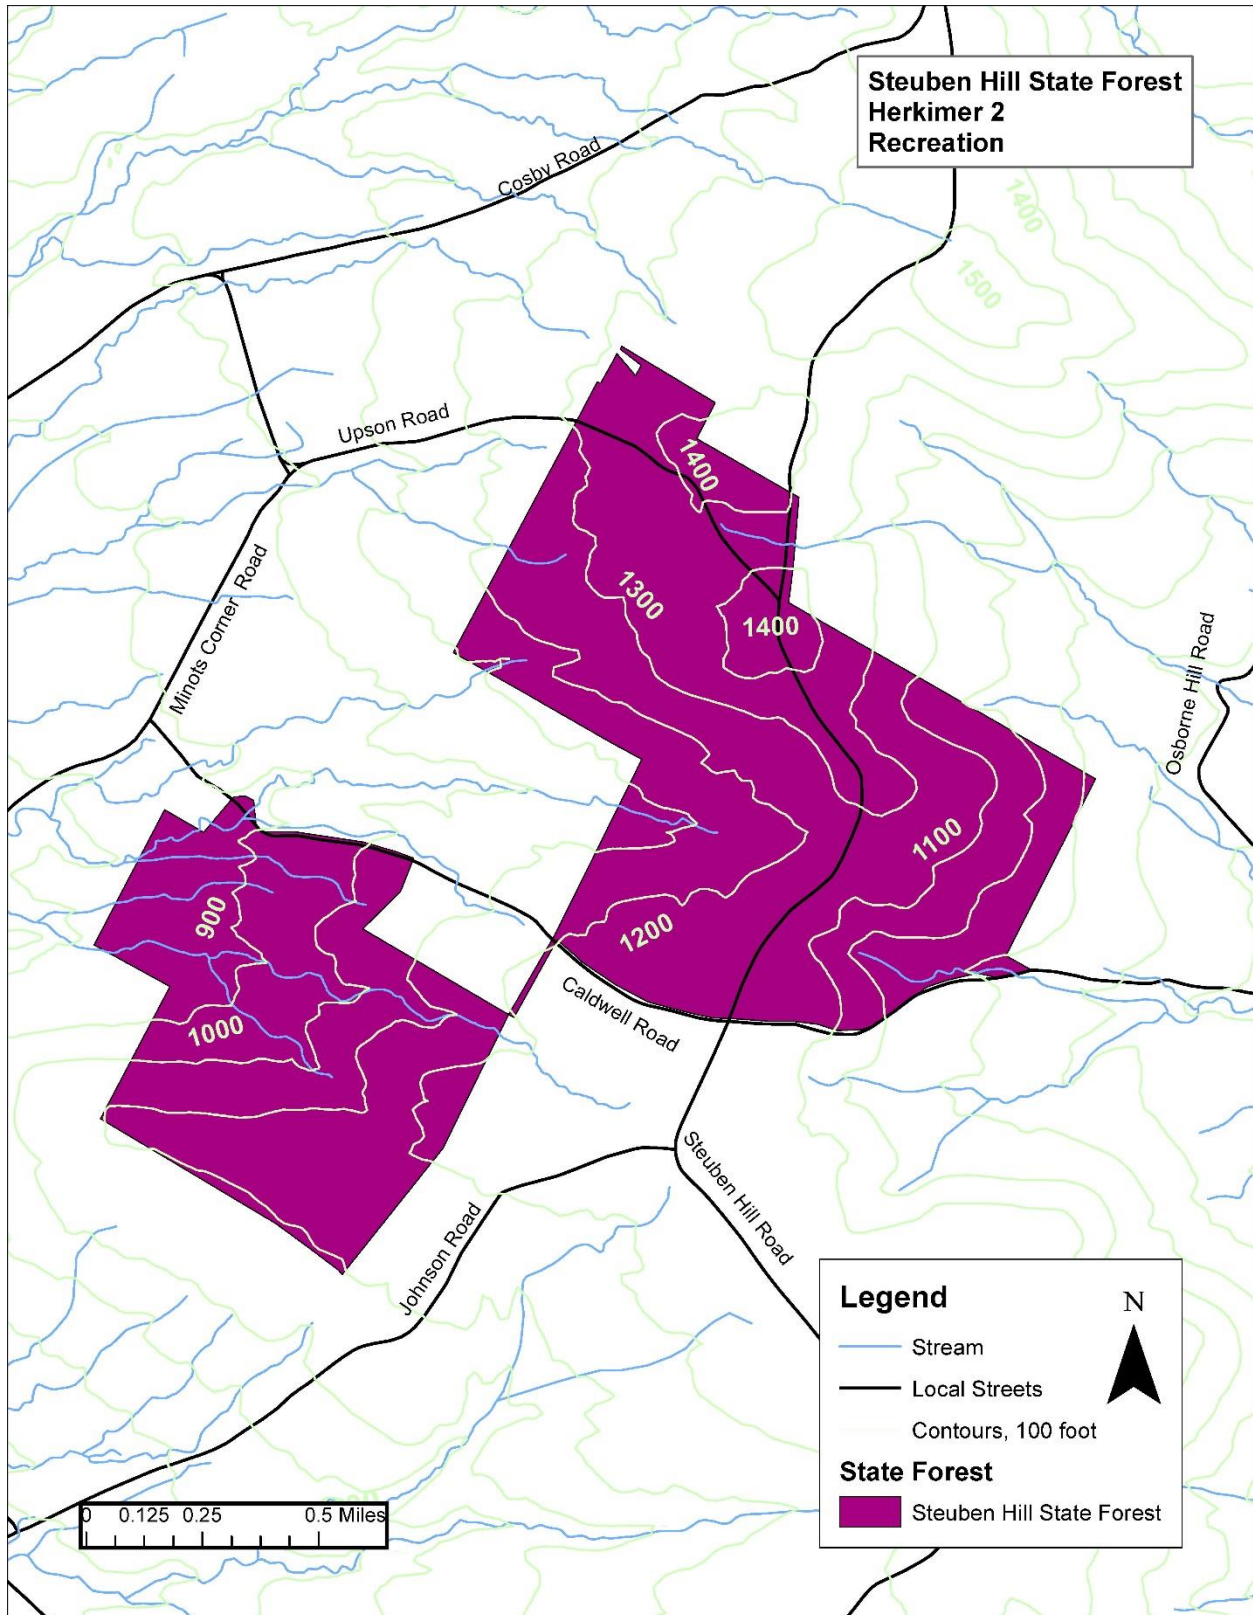 Steuben Hill State Forest
Herkimer 2
Recreation
Cosby Road
1400
1500
Upson Road
1400
1300
1400
Minots Corner Road
Osborne Hill Road
1100
900
1200
1000
Caldwell Road
Steuben Hill Road
Johnson Road
Legend
N
Stream
Local Streets
Contours, 100 foot
State Forest
Steuben Hill State Forest
0 0.125 0.25 0.5 Miles